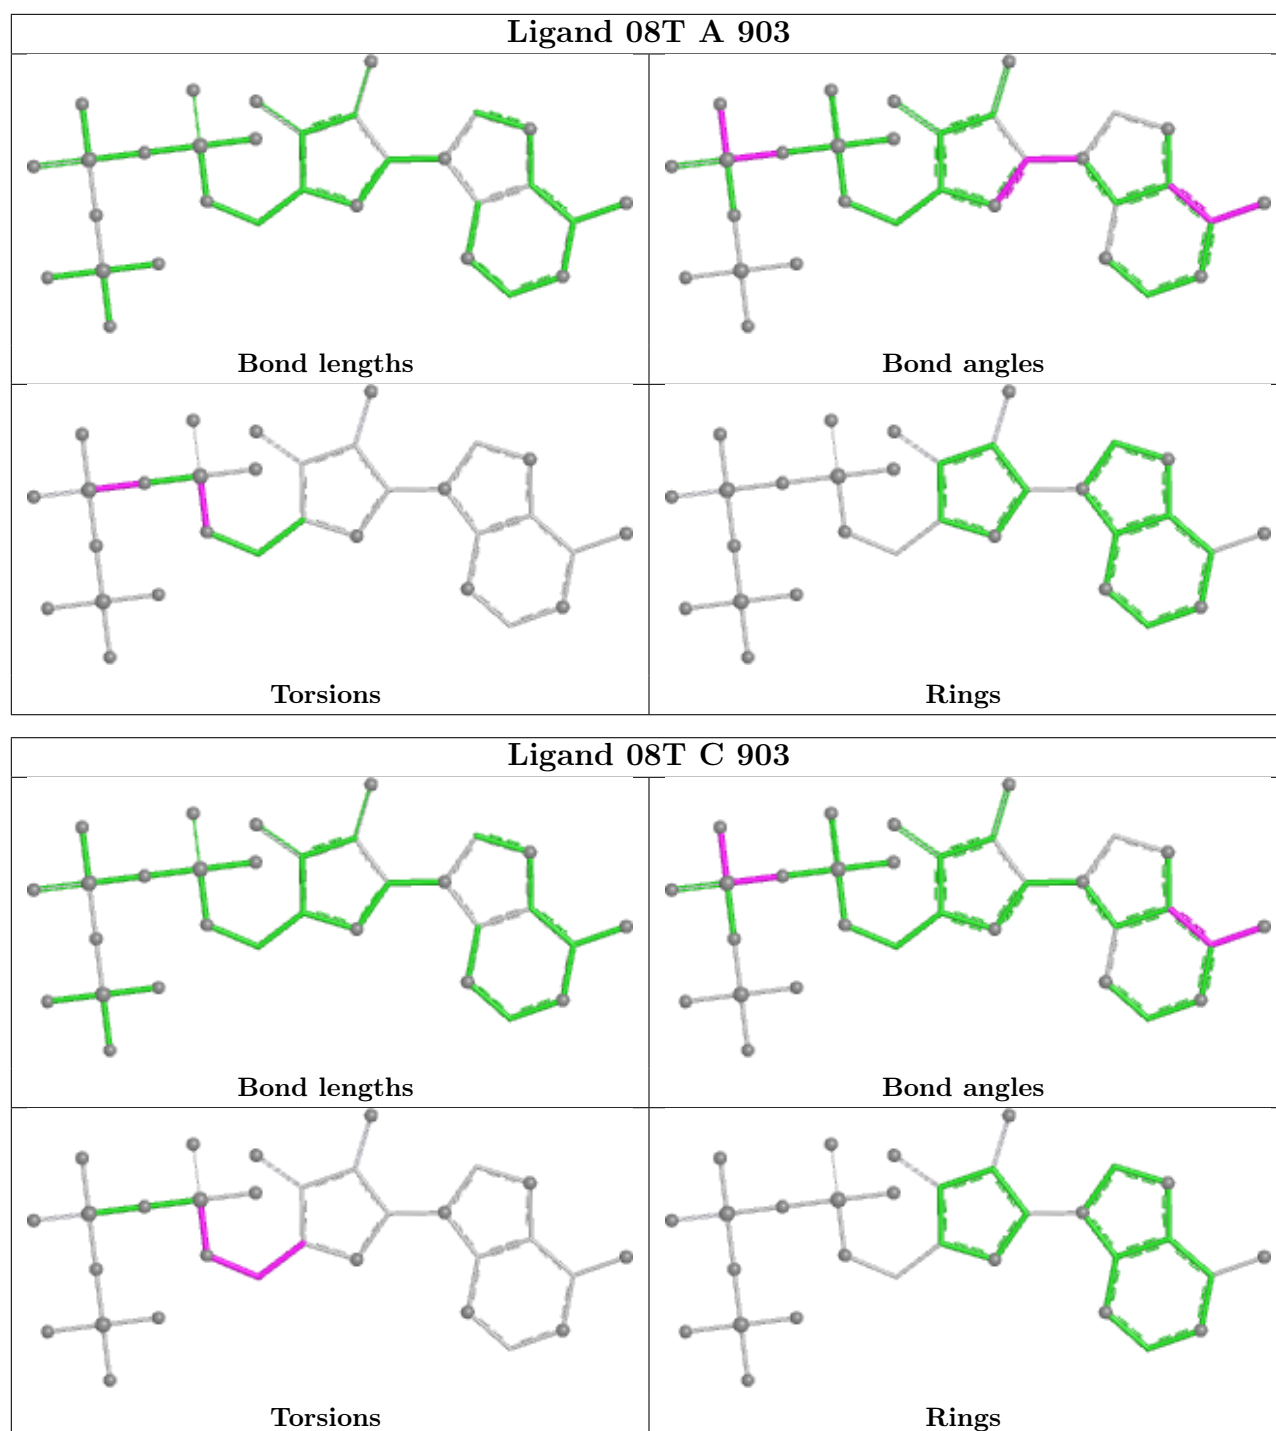 Ligand 08T A 903
Bond lengths
Bond angles
Torsions
Rings
Ligand 08T C 903
Bond lengths
Bond angles
Torsions
Rings